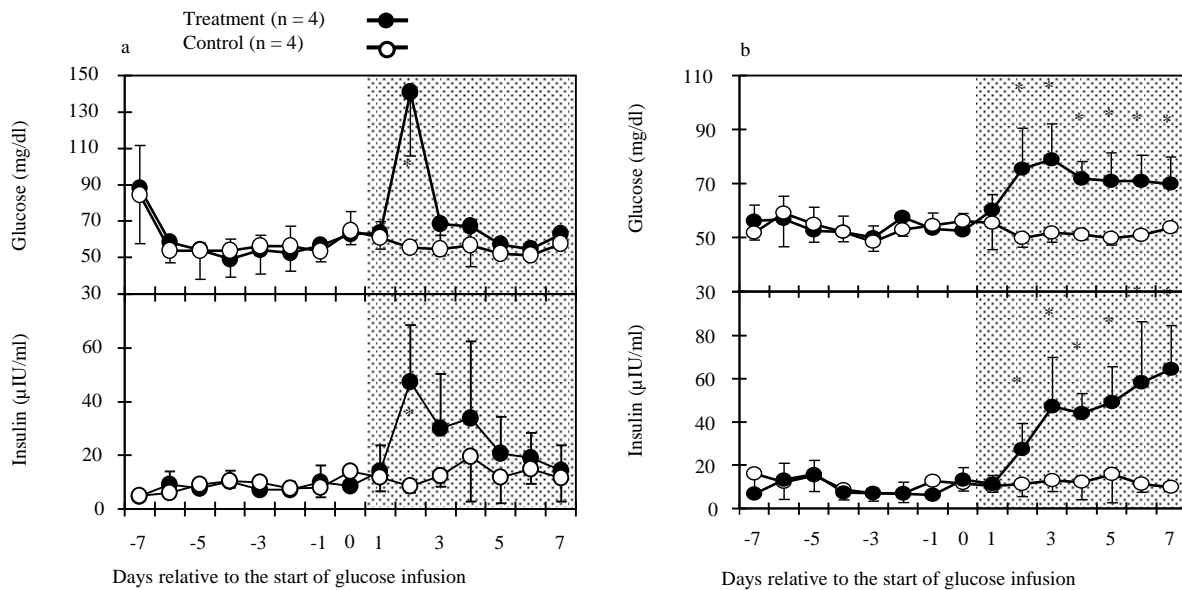 Treatment (n = 4)
Control (n = 4)
a
Glucose (mg/dl)
150
130
110
90
70
50
30
*
Insulin (µIU/ml)
60
40
20
0
*
-7 -5 -3 -1 0 1 3 5 7
Days relative to the start of glucose infusion
b
Glucose (mg/dl)
110
90
70
50
30
* * * * * *
Insulin (µIU/ml)
80
60
40
20
0
* * * * * *
-7 -5 -3 -1 0 1 3 5 7
Days relative to the start of glucose infusion